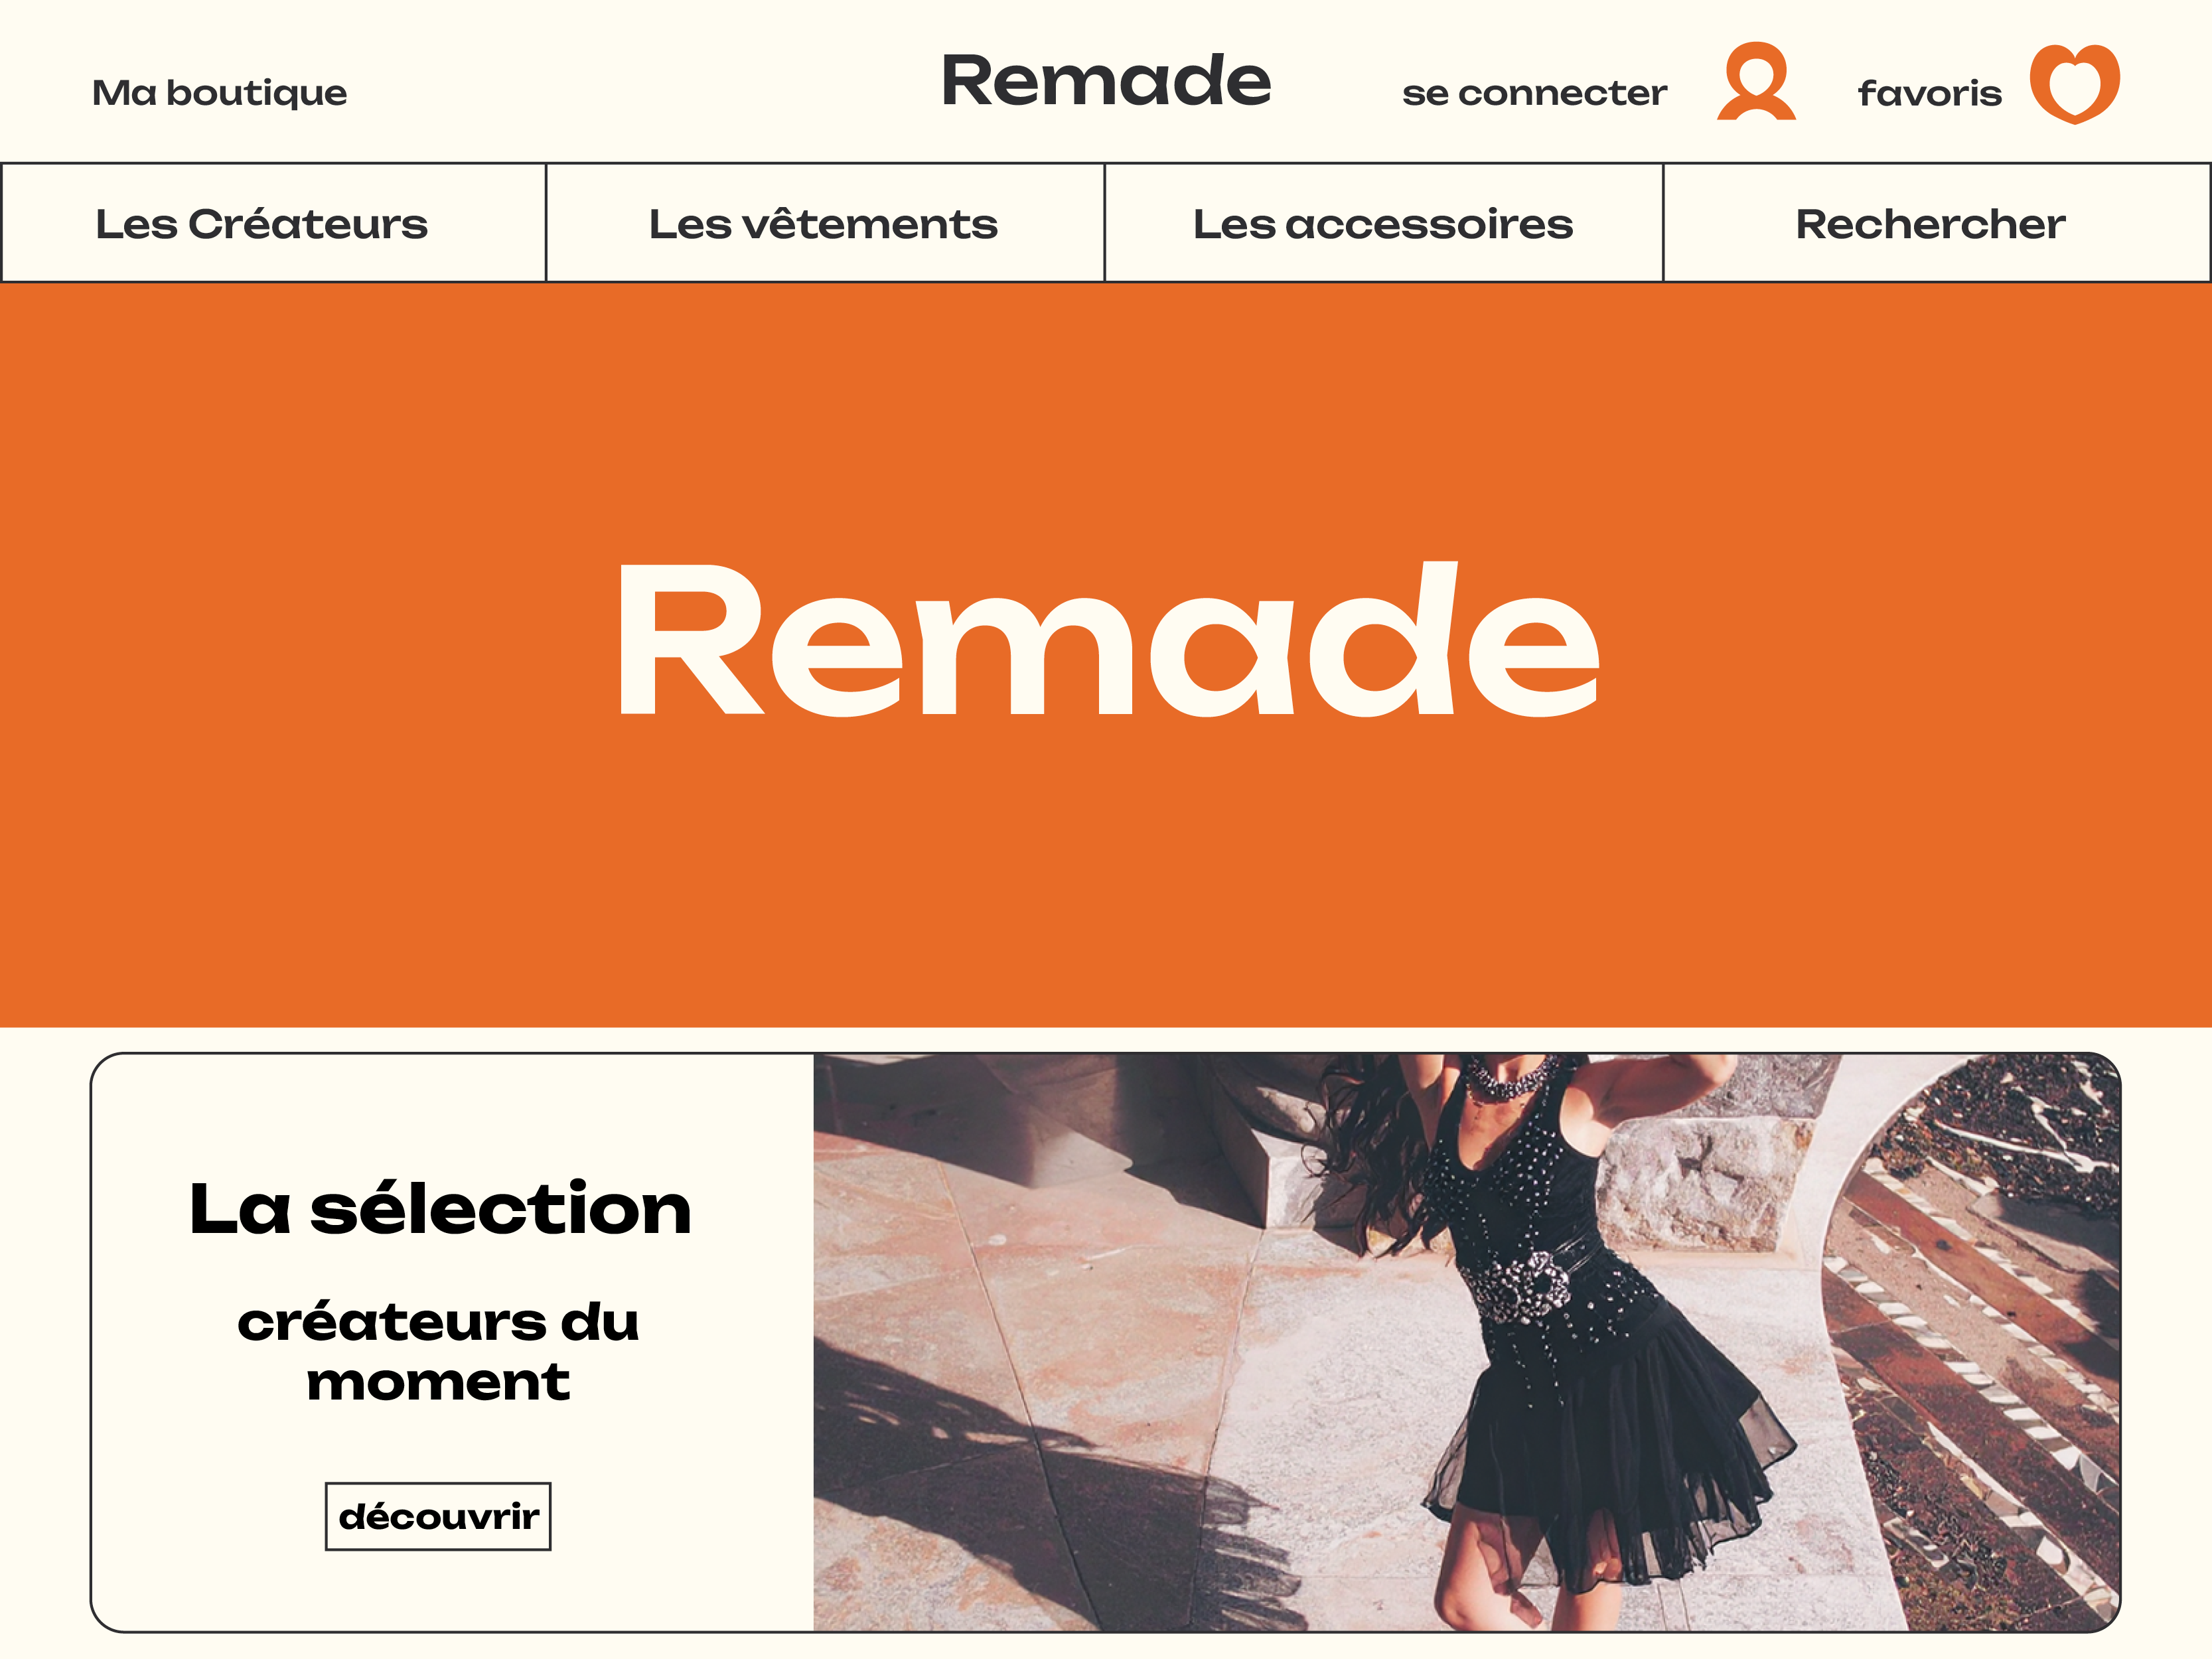 Ma boutique
Remade
se connecter
favoris
Les Créateurs
Les vêtements
Les accessoires
Rechercher
Remade
La sélection
créateurs du
moment
découvrir